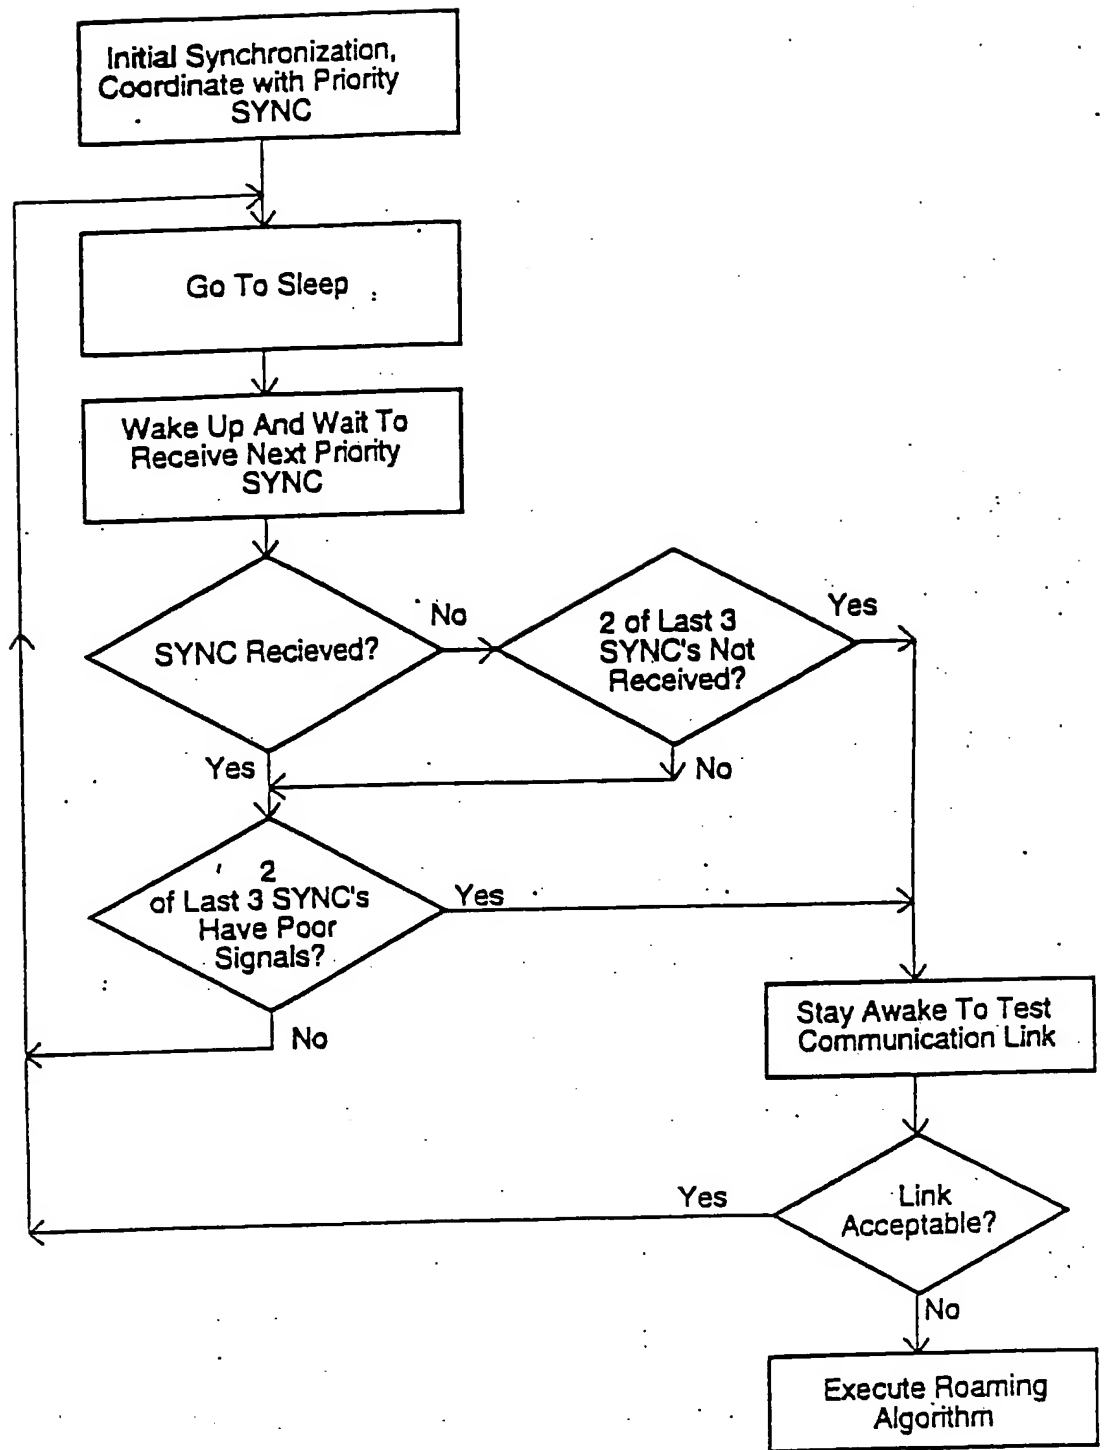 Initial Synchronization,
Coordinate with Priority
SYNC
Go To Sleep
Wake Up And Wait To
Receive Next Priority
SYNC
SYNC Recieved?
No
2 of Last 3
SYNC's Not
Received?
Yes
Yes
No
2
of Last 3 SYNC's
Have Poor
Signals?
Yes
No
Stay Awake To Test
Communication Link
Link
Acceptable?
Yes
No
Execute Roaming
Algorithm